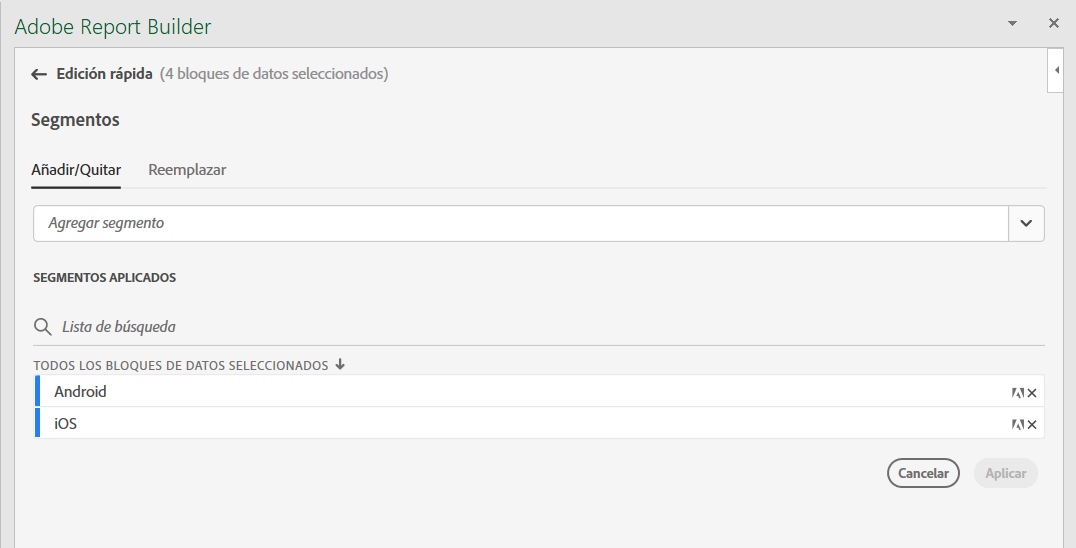 Adobe Report Builder
Edición rápida (4 bloques de datos seleccionados)
Segmentos
Añadir/Quitar Reemplazar
Agregar segmento
SEGMENTOS APLICADOS
Lista de búsqueda
TODOS LOS BLOQUES DE DATOS SELECCIONADOS
Android
iOS
Cancelar Aplicar